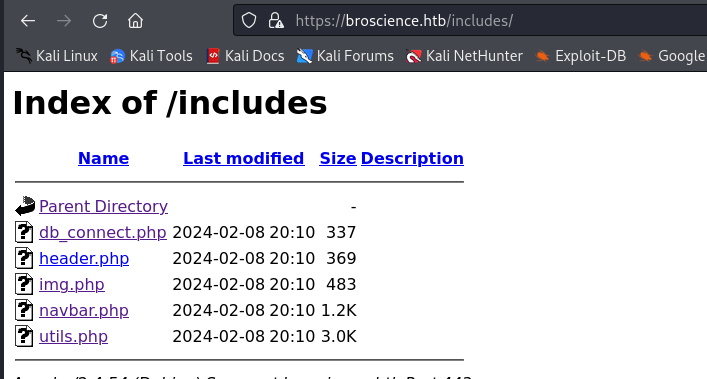 https://broscience.htb/includes/
Kali Linux Kali Tools Kali Docs Kali Forums Kali NetHunter Exploit-DB Google
Index of /includes
Name Last modified Size Description
Parent Directory -
db_connect.php 2024-02-08 20:10 337
header.php 2024-02-08 20:10 369
img.php 2024-02-08 20:10 483
navbar.php 2024-02-08 20:10 1.2K
utils.php 2024-02-08 20:10 3.0K